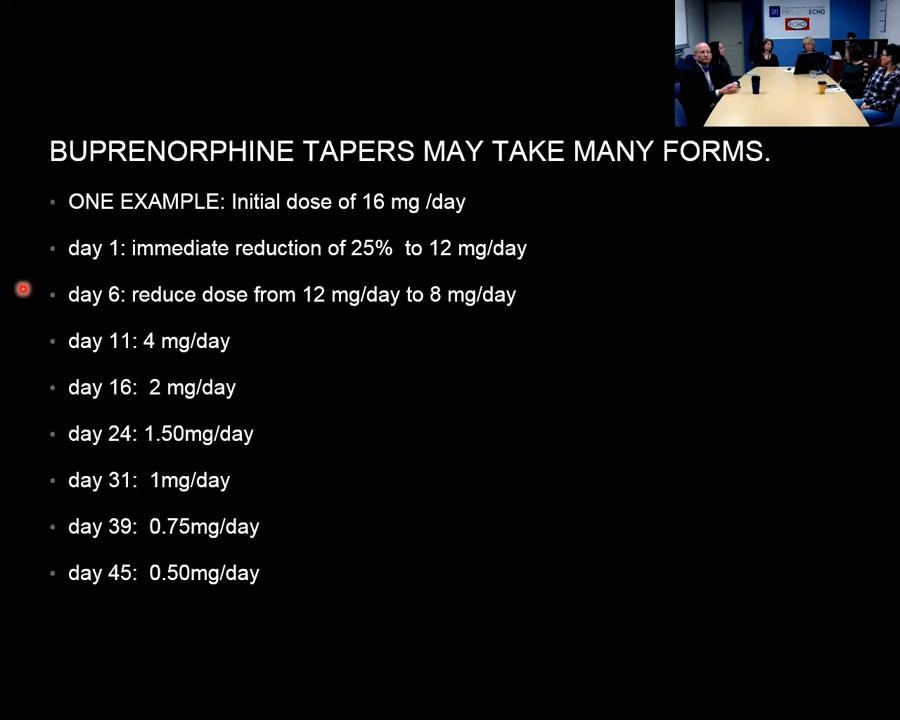 PROJECT ECHO
ECHO
BUPRENORPHINE TAPERS MAY TAKE MANY FORMS.
• ONE EXAMPLE: Initial dose of 16 mg /day
• day 1: immediate reduction of 25% to 12 mg/day
• day 6: reduce dose from 12 mg/day to 8 mg/day
• day 11: 4 mg/day
• day 16: 2 mg/day
• day 24: 1.50mg/day
• day 31: 1mg/day
• day 39: 0.75mg/day
• day 45: 0.50mg/day